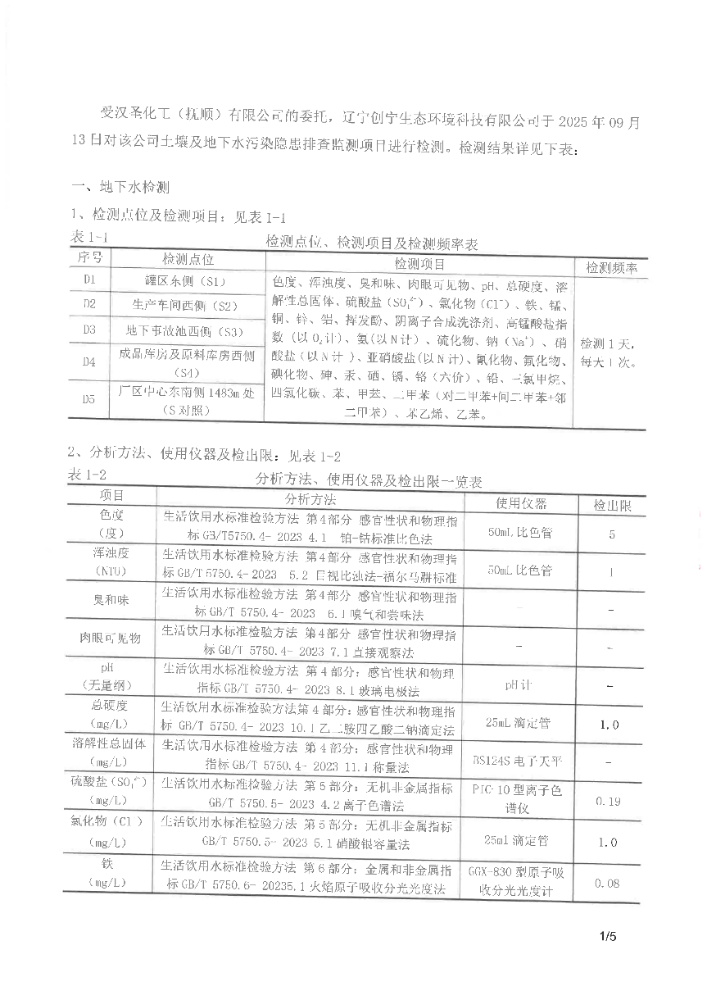 受汉圣化工（抚顺）有限公司的委托，辽宁创宁生态环境科技有限公司于 2025 年 09 月
13 日对该公司土壤及地下水污染隐患排查监测项目进行检测。检测结果详见下表：
一、地下水检测
1、检测点位及检测项目：见表 1-1
表 1-1 检测点位、检测项目及检测频率表
序号 检测点位 检测项目 检测频率
D1 罐区东侧（S1）
D2 生产车间西侧（S2）
D3 地下事故池西侧（S3）
D4 成品库房及原料库房西侧
（S4）
D5 厂区中心东南侧 1483m 处
（S 对照）
色度、浑浊度、臭和味、肉眼可见物、pH、总硬度、溶
解性总固体、硫酸盐（SO₄²⁻）、氯化物（Cl⁻）、铁、锰、
铜、锌、铝、挥发酚、阴离子合成洗涤剂、高锰酸盐指
数（以 O₂计）、氨(以 N 计）、硫化物、钠（Na⁺）、硝
酸盐（以 N 计 ）、亚硝酸盐(以 N 计)、氰化物、氟化物、
碘化物、砷、汞、硒、镉、铬（六价）、铅、三氯甲烷、
四氯化碳、苯、甲苯、二甲苯（对二甲苯+间二甲苯+邻
二甲苯）、苯乙烯、乙苯。
检测 1 天，
每天 1 次。
2、分析方法、使用仪器及检出限：见表 1-2
表 1-2 分析方法、使用仪器及检出限一览表
项目 分析方法 使用仪器 检出限
色度
（度）
生活饮用水标准检验方法 第4部分 感官性状和物理指
标 GB/T5750.4- 2023 4.1 铂-钴标准比色法
50mL 比色管 5
浑浊度
（NTU）
生活饮用水标准检验方法 第4部分 感官性状和物理指
标 GB/T 5750.4- 2023 5.2 目视比浊法-福尔马肼标准
50mL 比色管 1
臭和味
生活饮用水标准检验方法 第4部分 感官性状和物理指
标 GB/T 5750.4- 2023 6.1 嗅气和尝味法
- -
肉眼可见物
生活饮用水标准检验方法 第4部分 感官性状和物理指
标 GB/T 5750.4- 2023 7.1 直接观察法
- -
pH
（无量纲）
生活饮用水标准检验方法 第 4 部分：感官性状和物理
指标 GB/T 5750.4- 2023 8.1 玻璃电极法
pH 计 -
总硬度
（mg/L）
生活饮用水标准检验方法第 4 部分：感官性状和物理指
标 GB/T 5750.4- 2023 10.1 乙二胺四乙酸二钠滴定法
25mL 滴定管 1.0
溶解性总固体
（mg/L）
生活饮用水标准检验方法 第 4 部分：感官性状和物理
指标 GB/T 5750.4- 2023 11.1 称量法
BS124S 电子天平 -
硫酸盐（SO₄²⁻）
（mg/L）
生活饮用水标准检验方法 第 5 部分：无机非金属指标
GB/T 5750.5- 2023 4.2 离子色谱法
PIC-10 型离子色
谱仪
0.19
氯化物（Cl⁻）
（mg/L）
生活饮用水标准检验方法 第 5 部分：无机非金属指标
GB/T 5750.5- 2023 5.1 硝酸银容量法
25ml 滴定管 1.0
铁
（mg/L）
生活饮用水标准检验方法 第 6 部分：金属和非金属指
标 GB/T 5750.6- 20235.1 火焰原子吸收分光光度法
GGX-830 型原子吸
收分光光度计
0.08
1/5